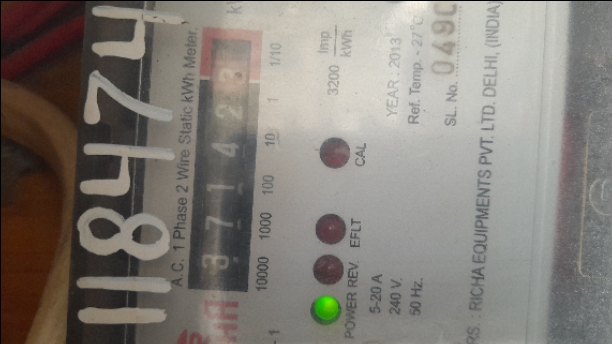 118474
A.C. 1 Phase 2 Wire Static kWh Meter.
3 7 1 4 2 3
10000 1000 100 10 1 1/10
3200 Imp/kWh
CAL
EFLT
REV.
POWER
5-20 A
240 V.
50 Hz.
YEAR : 2013
Ref. Temp. - 27°C
SL. No. 0490
RS : RICHA EQUIPMENTS PVT. LTD. DELHI, (INDIA)